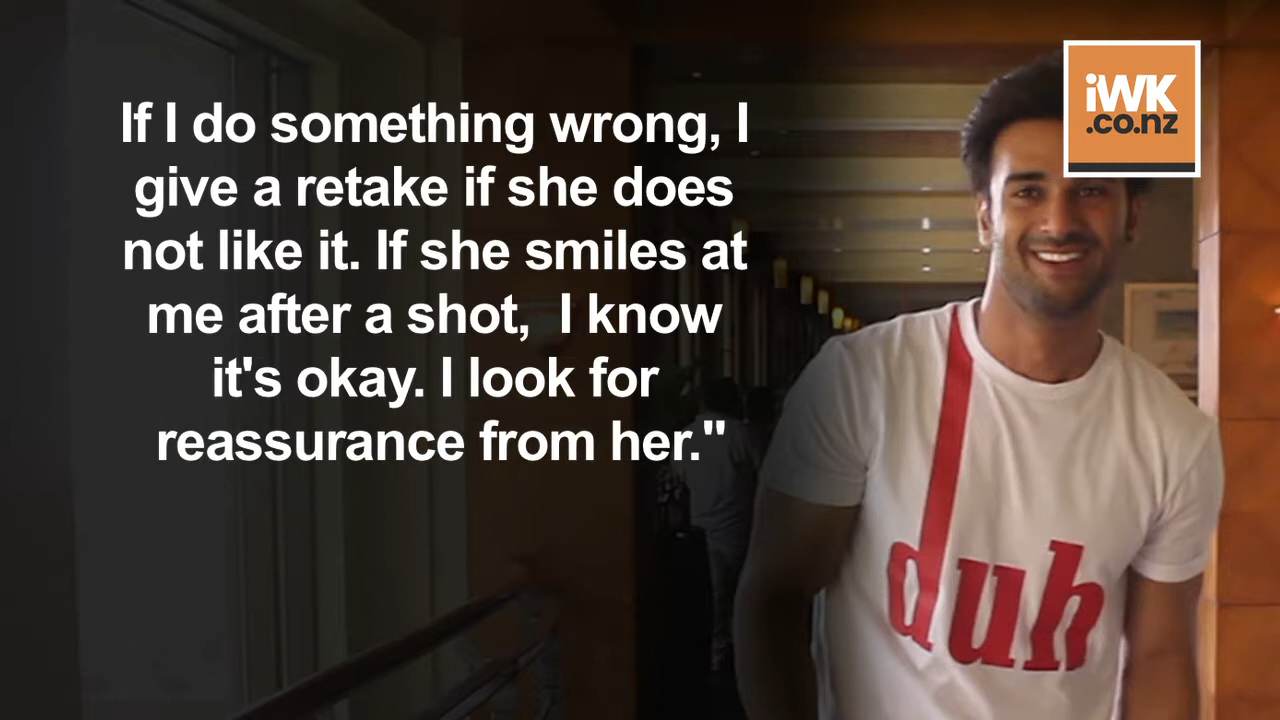 If I do something wrong, I
give a retake if she does
not like it. If she smiles at
me after a shot,  I know
it's okay. I look for
reassurance from her."
iWK
.co.nz
duh